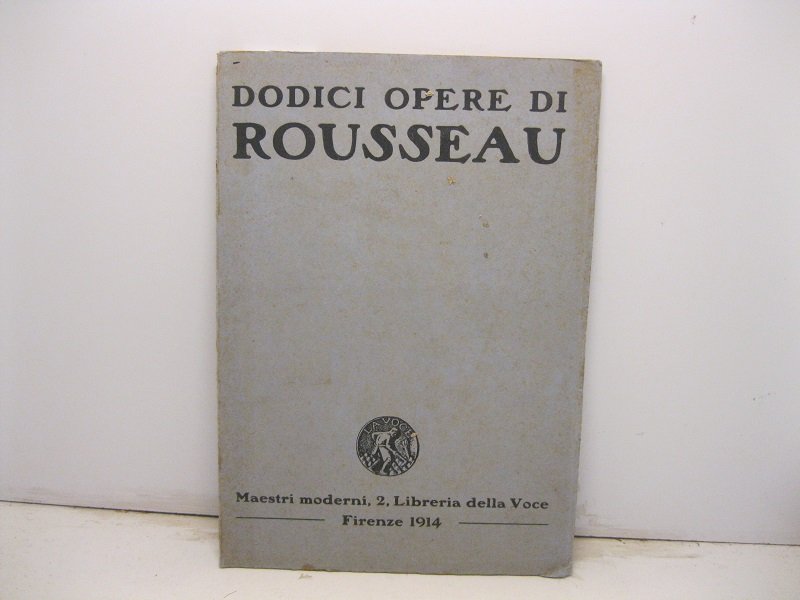 DODICI OPERE DI
ROUSSEAU
LA VOCE
Maestri moderni, 2, Libreria della Voce
Firenze 1914